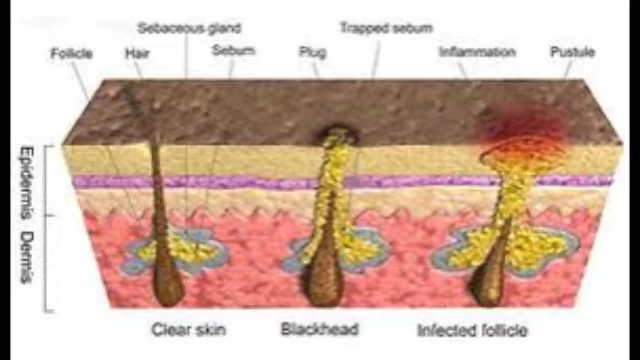 Sebaceous gland
Trapped sebum
Follicle
Hair
Sebum
Plug
Inflammation
Pustule
Epidermis
Dermis
Clear skin
Blackhead
Infected follicle